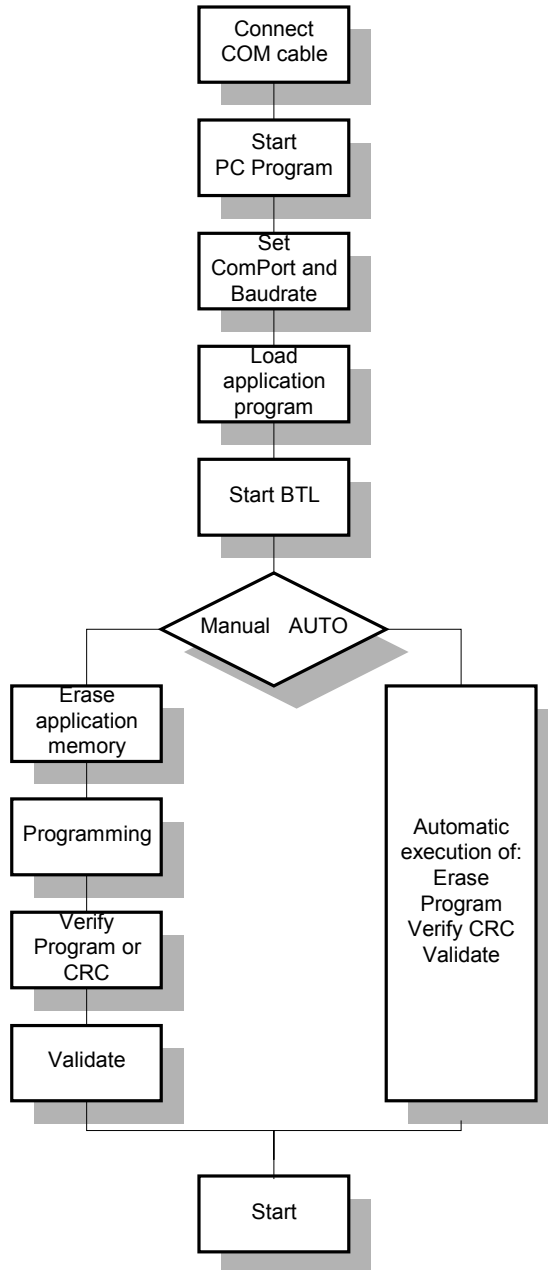 Connect
COM cable
Start
PC Program
Set
ComPort and
Baudrate
Load
application
program
Start BTL
Manual AUTO
Erase
application
memory
Programming
Verify
Program or
CRC
Validate
Automatic
execution of:
Erase
Program
Verify CRC
Validate
Start